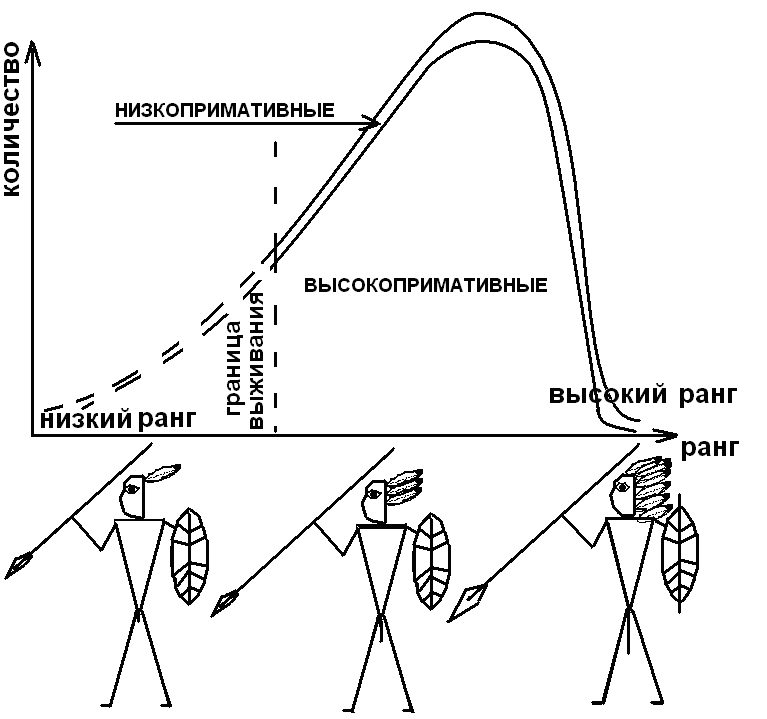 количество
НИЗКОПРИМАТИВНЫЕ
ВЫСОКОПРИМАТИВНЫЕ
граница
выживания
высокий ранг
низкий ранг
ранг